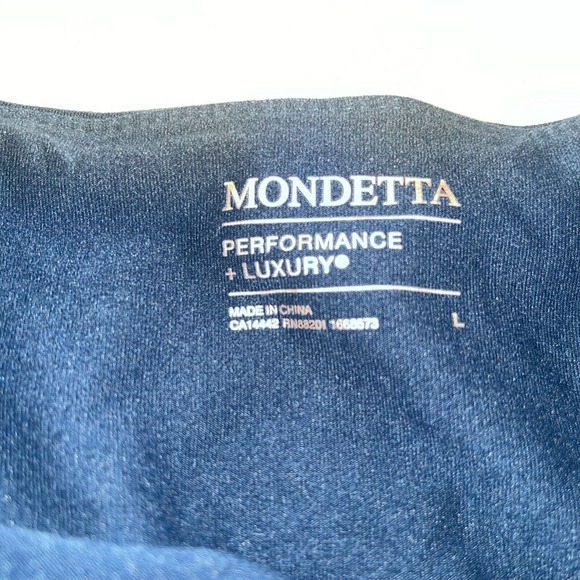 MONDETTA
PERFORMANCE
+ LUXURY
MADE IN CHINA
CA14442 RN88201 1668573
L